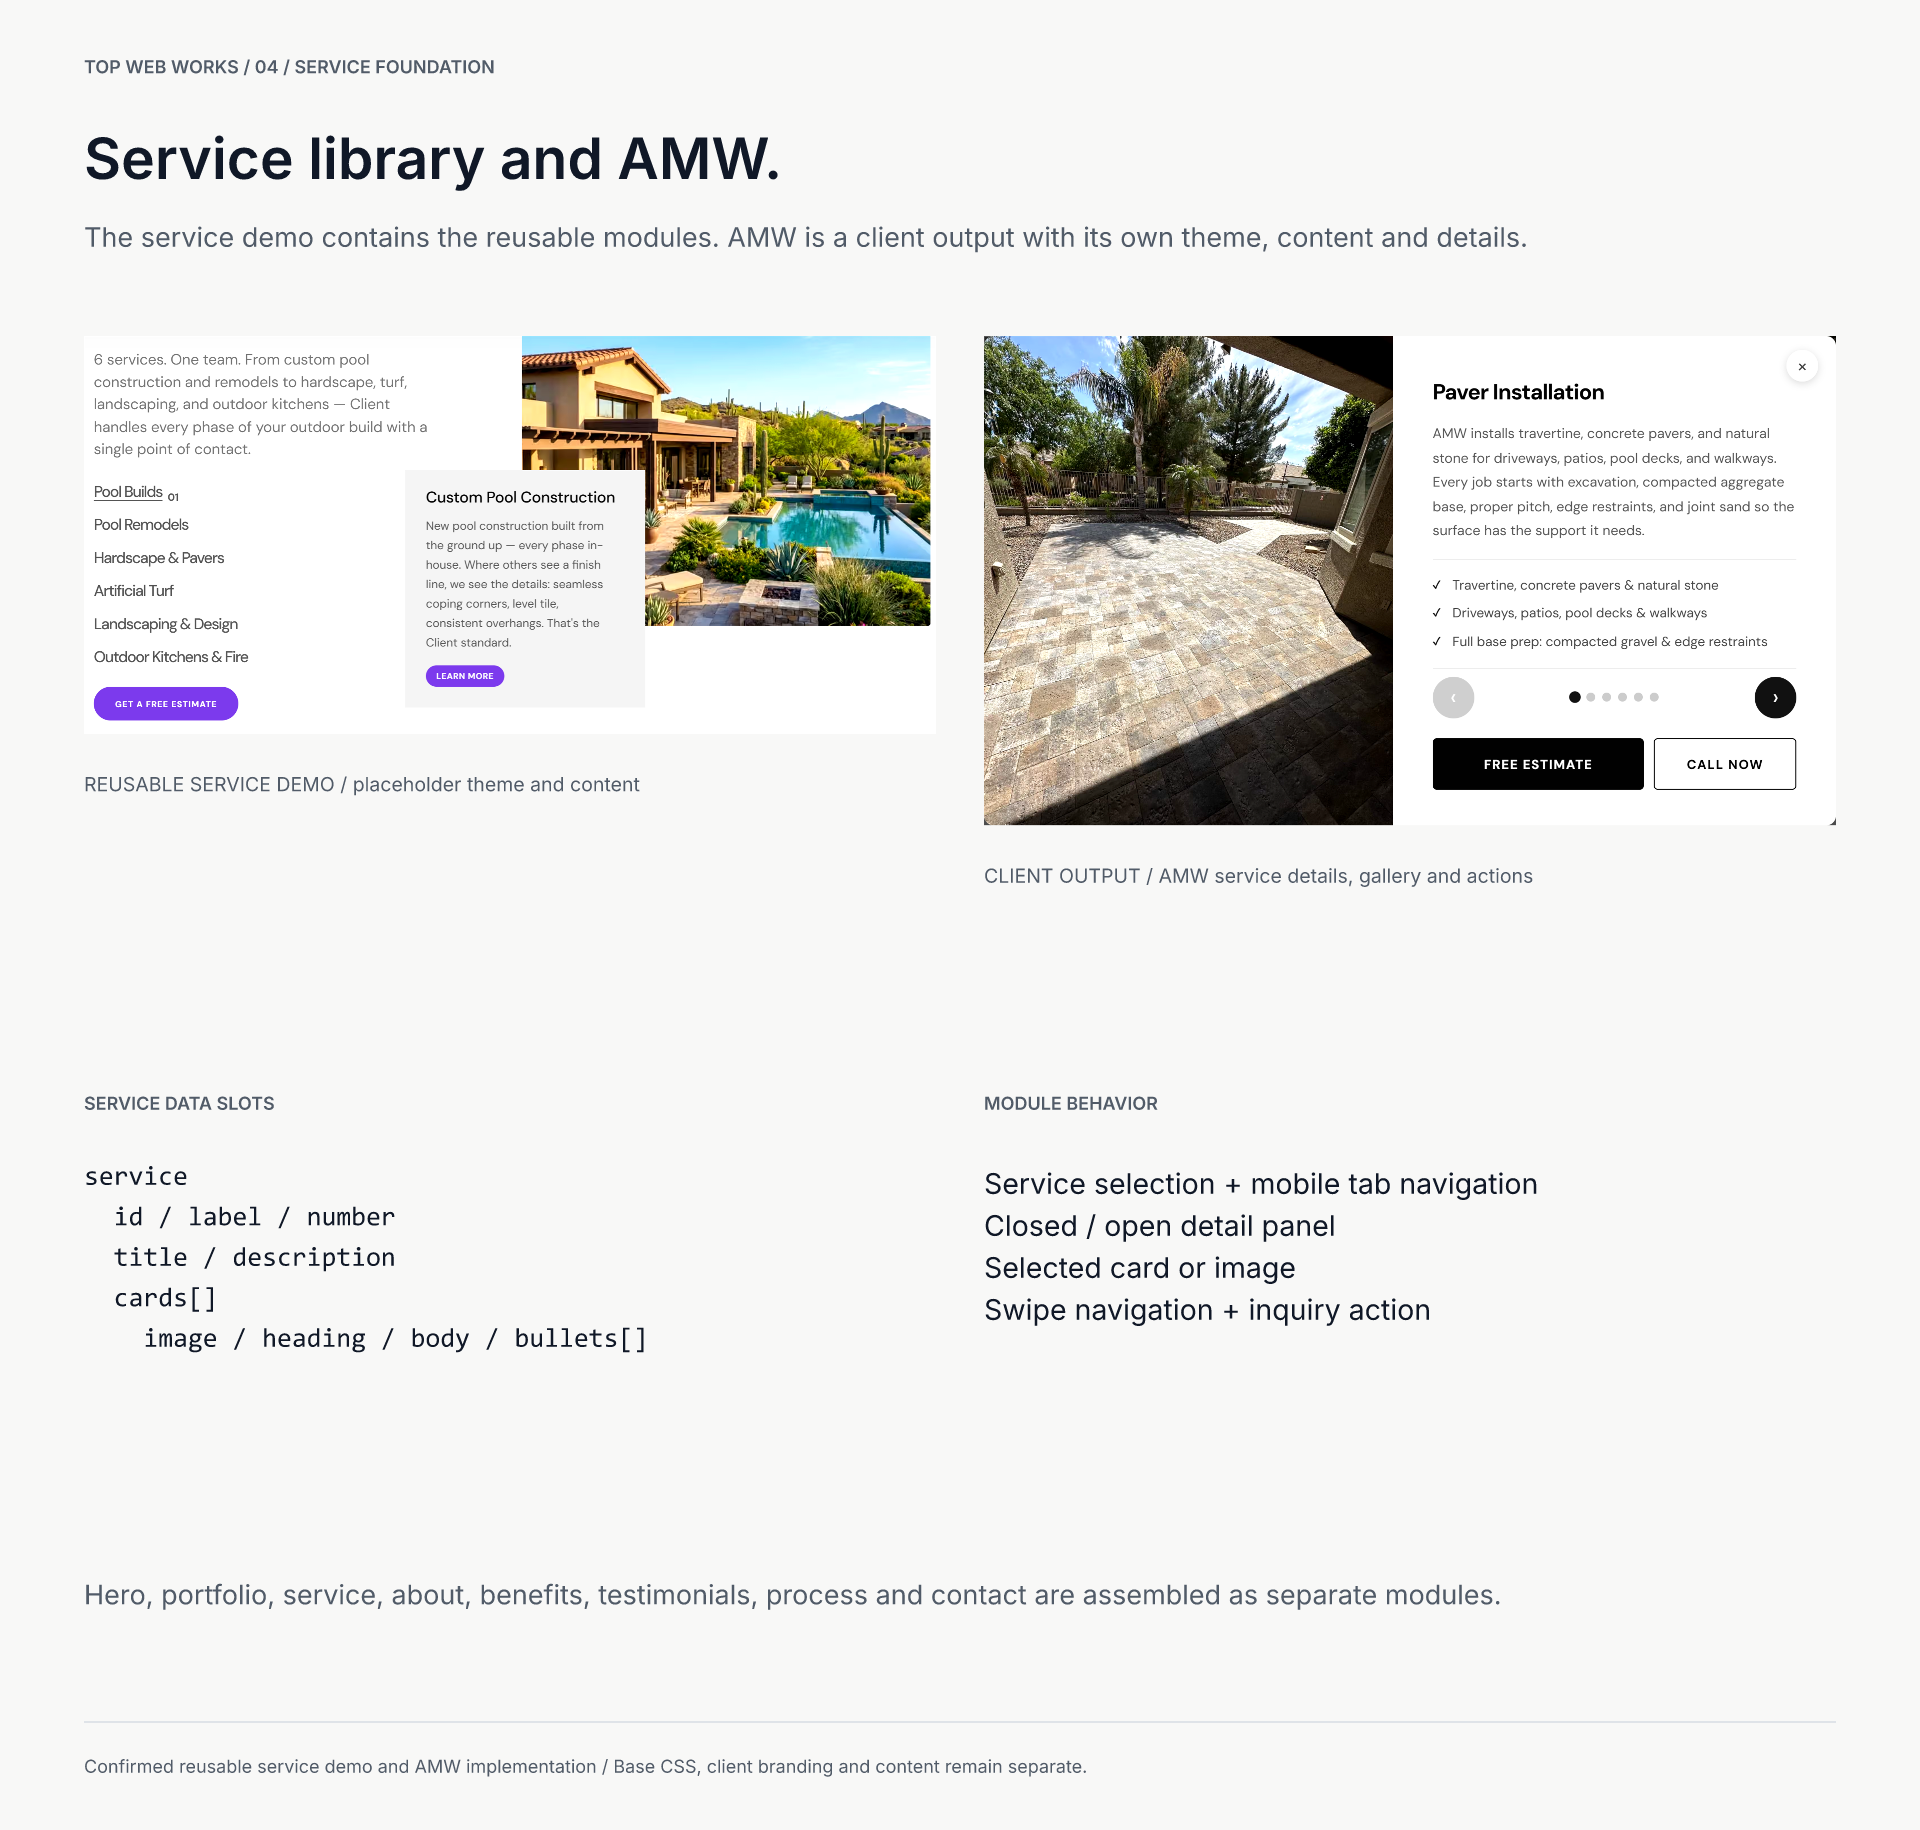 TOP WEB WORKS / 04 / SERVICE FOUNDATION
Service library and AMW.
The service demo contains the reusable modules. AMW is a client output with its own theme, content and details.
6 services. One team. From custom pool
construction and remodels to hardscape, turf,
landscaping, and outdoor kitchens — Client
handles every phase of your outdoor build with a
single point of contact.
Pool Builds 01
Pool Remodels
Hardscape & Pavers
Artificial Turf
Landscaping & Design
Outdoor Kitchens & Fire
GET A FREE ESTIMATE
Custom Pool Construction
New pool construction built from
the ground up — every phase in-
house. Where others see a finish
line, we see the details: seamless
coping corners, level tile,
consistent overhangs. That's the
Client standard.
LEARN MORE
REUSABLE SERVICE DEMO / placeholder theme and content
Paver Installation
AMW installs travertine, concrete pavers, and natural
stone for driveways, patios, pool decks, and walkways.
Every job starts with excavation, compacted aggregate
base, proper pitch, edge restraints, and joint sand so the
surface has the support it needs.
✓ Travertine, concrete pavers & natural stone
✓ Driveways, patios, pool decks & walkways
✓ Full base prep: compacted gravel & edge restraints
FREE ESTIMATE
CALL NOW
CLIENT OUTPUT / AMW service details, gallery and actions
SERVICE DATA SLOTS
service
id / label / number
title / description
cards[]
image / heading / body / bullets[]
MODULE BEHAVIOR
Service selection + mobile tab navigation
Closed / open detail panel
Selected card or image
Swipe navigation + inquiry action
Hero, portfolio, service, about, benefits, testimonials, process and contact are assembled as separate modules.
Confirmed reusable service demo and AMW implementation / Base CSS, client branding and content remain separate.